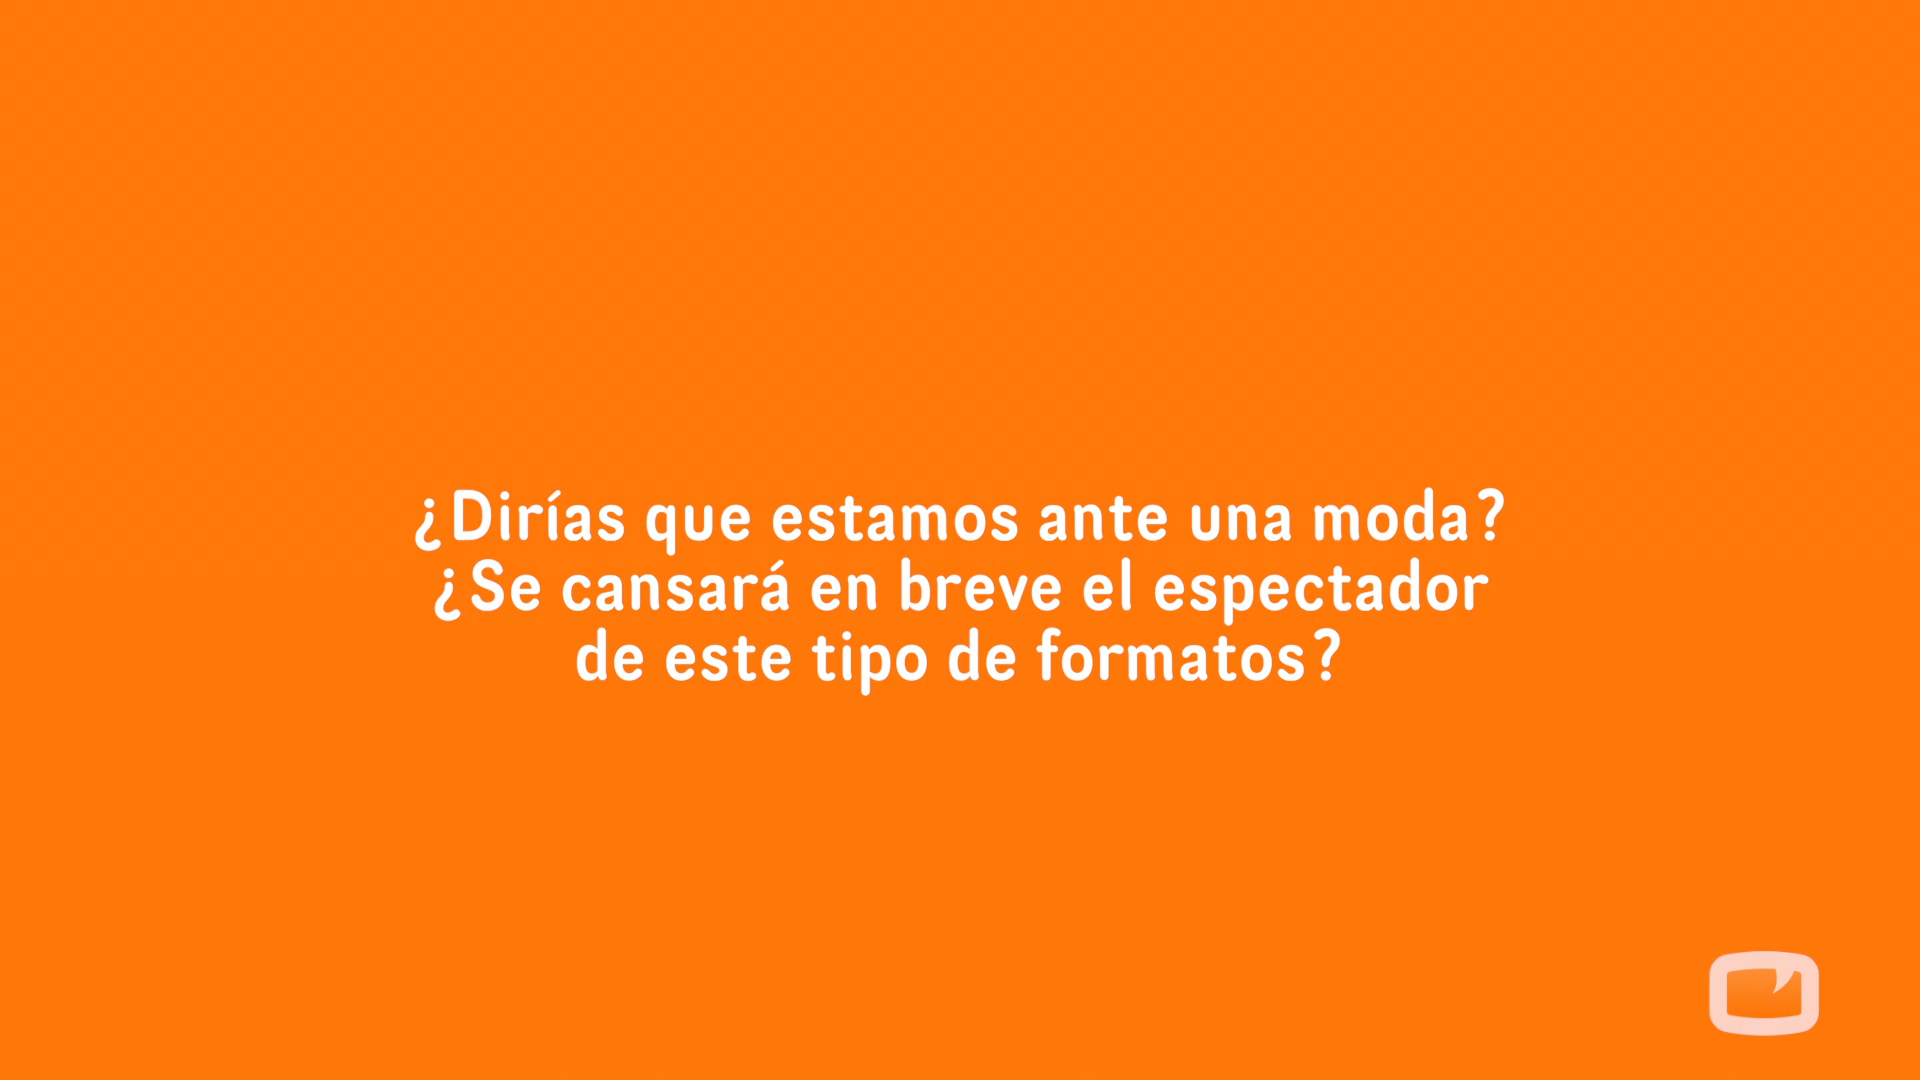 ¿Dirías que estamos ante una moda?
¿Se cansará en breve el espectador
de este tipo de formatos?